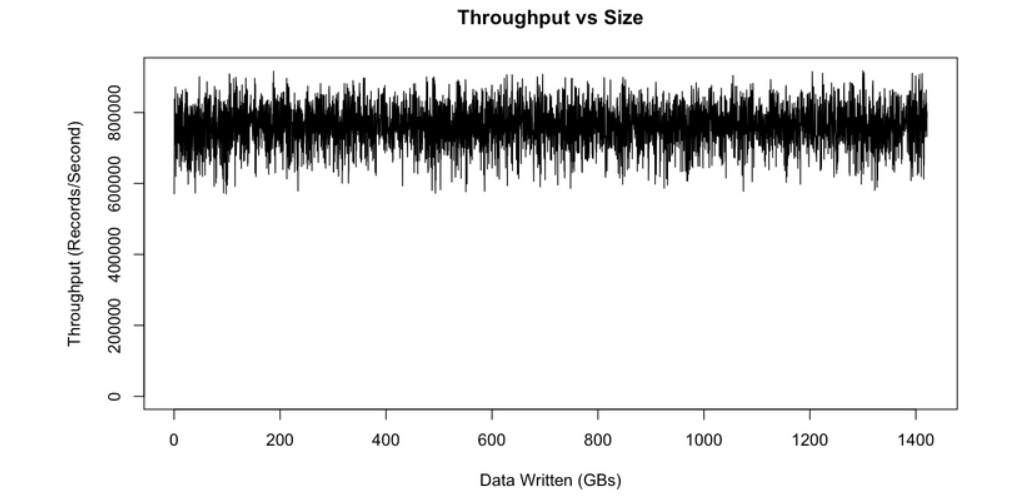 Throughput vs Size
Throughput (Records/Second)
800000
600000
400000
200000
0
0 200 400 600 800 1000 1200 1400
Data Written (GBs)